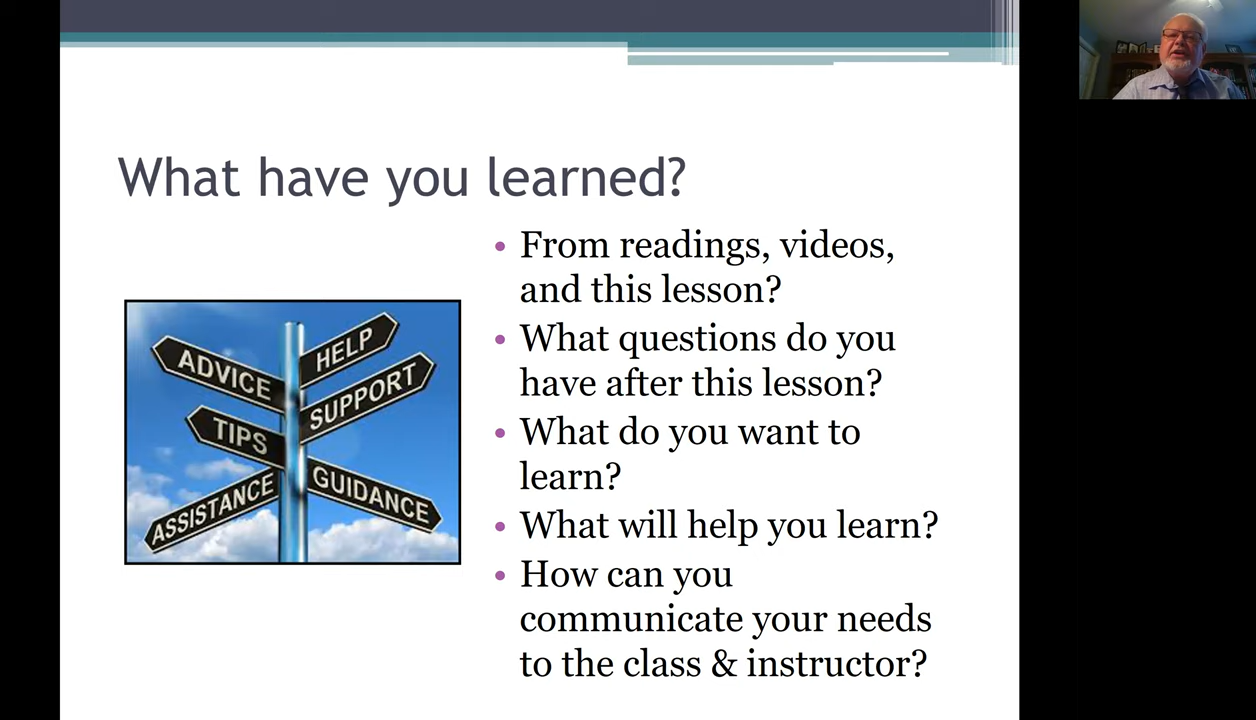 What have you learned?
• From readings, videos,
and this lesson?
• What questions do you
have after this lesson?
• What do you want to
learn?
• What will help you learn?
• How can you
communicate your needs
to the class & instructor?
ADVICE
HELP
SUPPORT
TIPS
GUIDANCE
ASSISTANCE